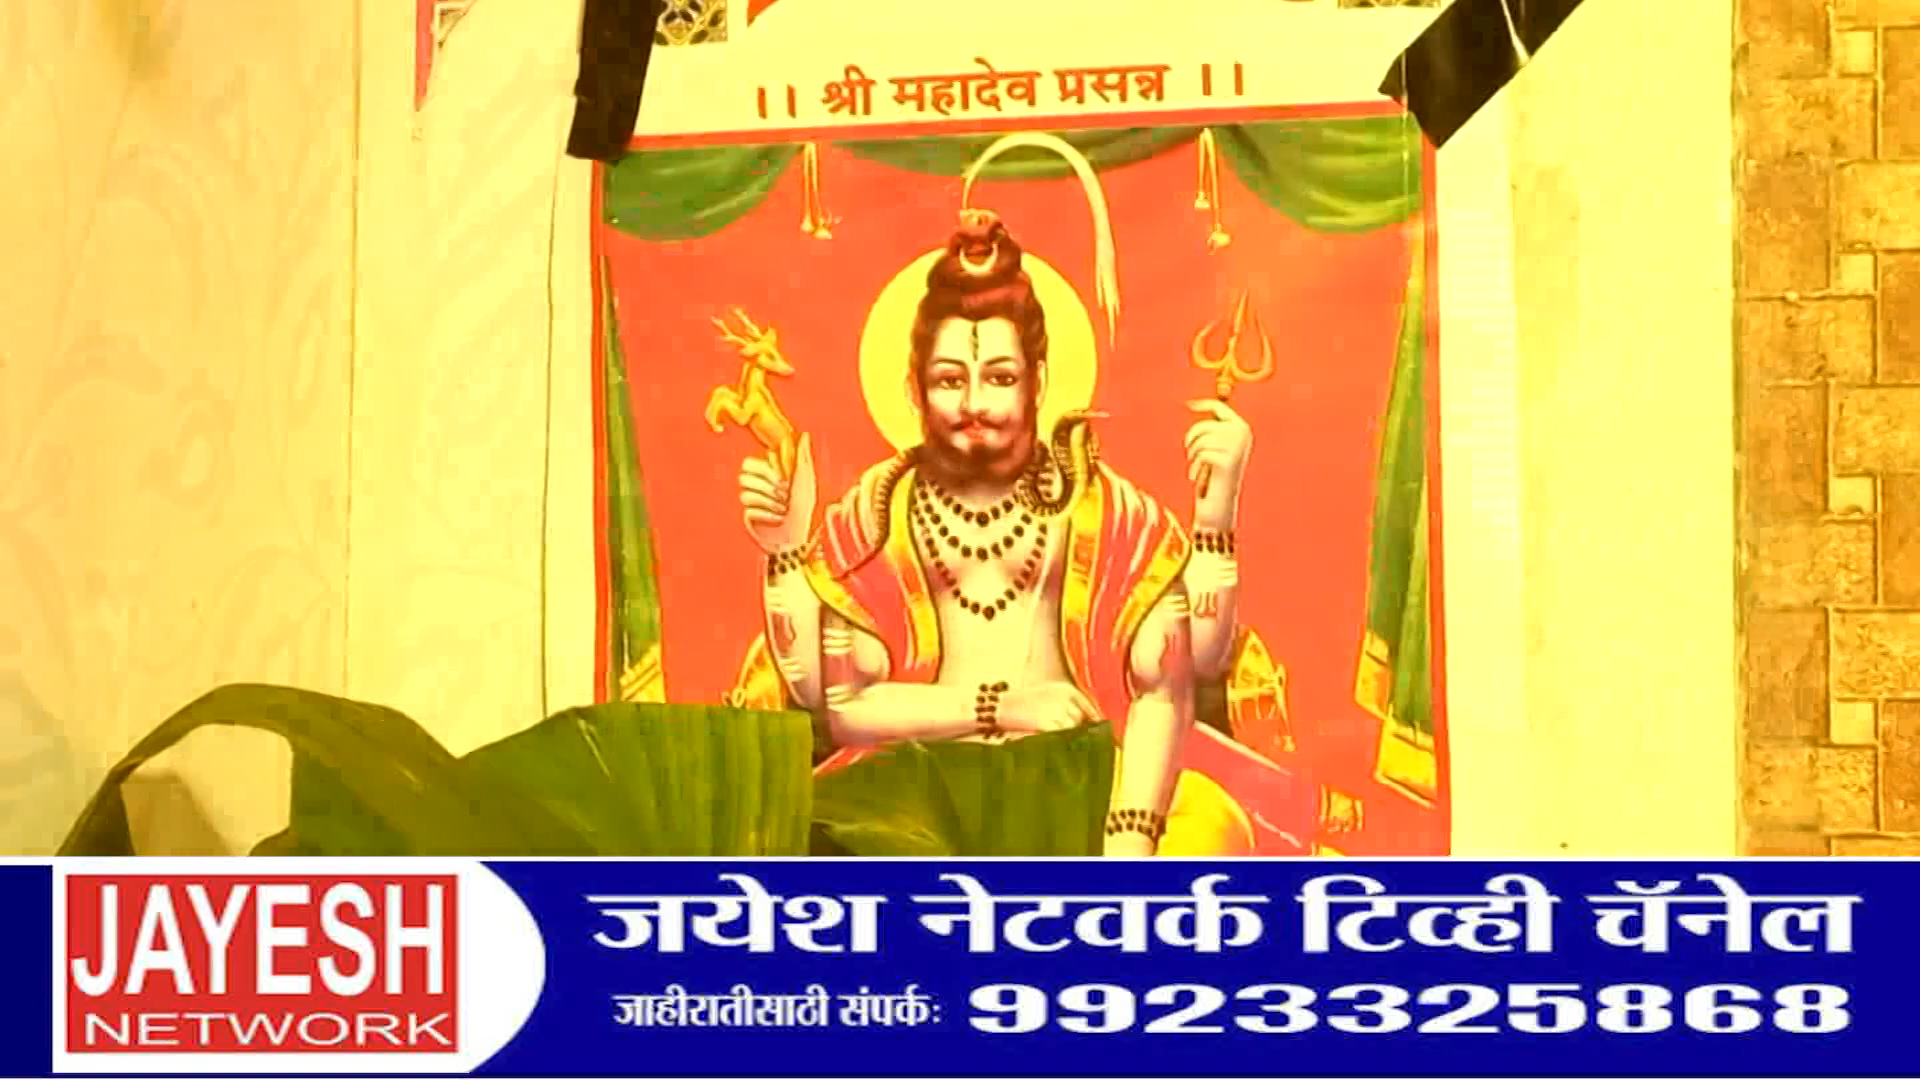 ।। श्री महादेव प्रसन्न ।।
JAYESH
NETWORK
जयेश नेटवर्क टिव्ही चॅनेल
जाहीरातीसाठी संपर्क: 9923325868